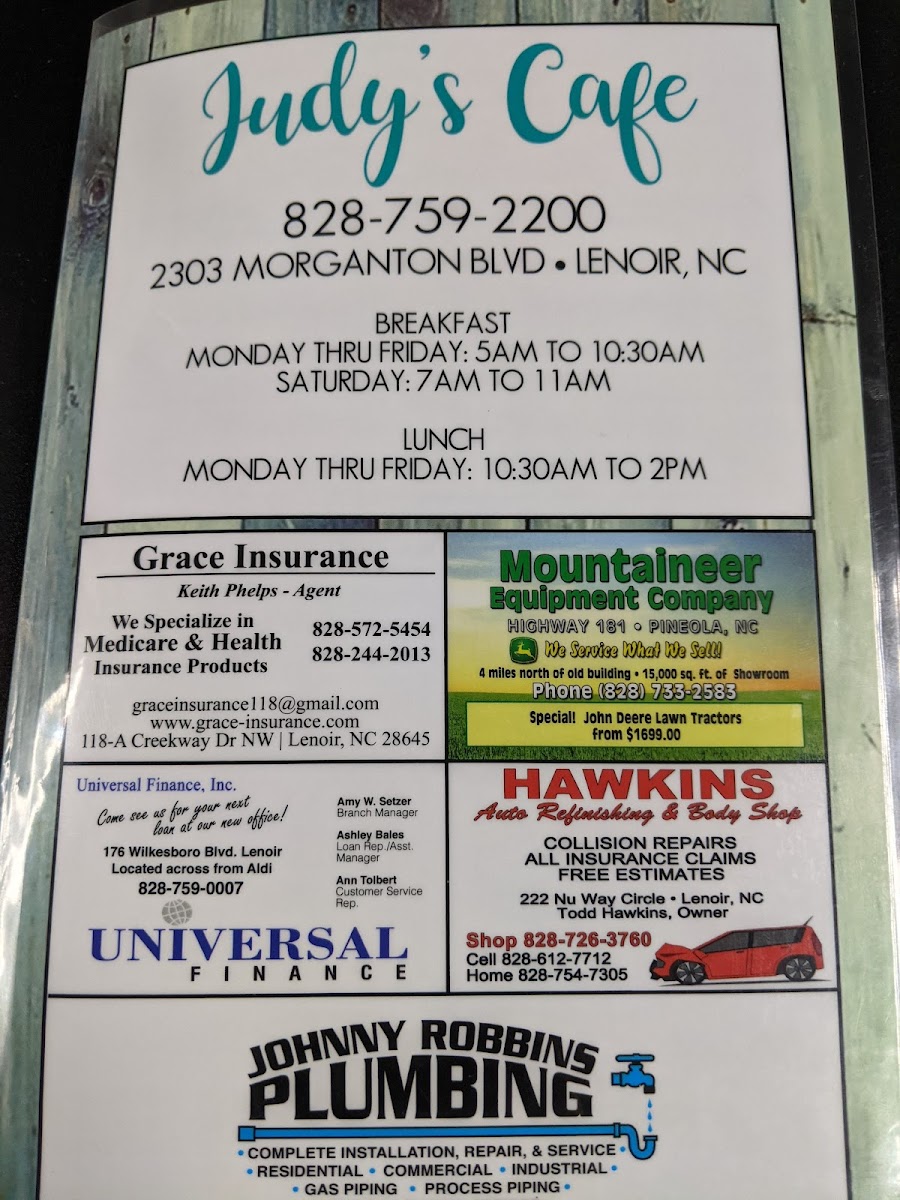 Judy's Cafe
828-759-2200
2303 MORGANTON BLVD • LENOIR, NC
BREAKFAST
MONDAY THRU FRIDAY: 5AM TO 10:30AM
SATURDAY: 7AM TO 11AM
LUNCH
MONDAY THRU FRIDAY: 10:30AM TO 2PM
Grace Insurance
Keith Phelps - Agent
We Specialize in
Medicare & Health
Insurance Products
828-572-5454
828-244-2013
graceinsurance118@gmail.com
www.grace-insurance.com
118-A Creekway Dr NW | Lenoir, NC 28645
Mountaineer
Equipment Company
HIGHWAY 181 • PINEOLA, NC
We Service What We Sell!
4 miles north of old building • 15,000 sq. ft. of Showroom
Phone (828) 733-2583
Special! John Deere Lawn Tractors
from $1699.00
Universal Finance, Inc.
Come see us for your next
loan at our new office!
176 Wilkesboro Blvd. Lenoir
Located across from Aldi
828-759-0007
Amy W. Setzer
Branch Manager
Ashley Bales
Loan Rep./Asst.
Manager
Ann Tolbert
Customer Service
Rep.
UNIVERSAL
FINANCE
HAWKINS
Auto Refinishing & Body Shop
COLLISION REPAIRS
ALL INSURANCE CLAIMS
FREE ESTIMATES
222 Nu Way Circle • Lenoir, NC
Todd Hawkins, Owner
Shop 828-726-3760
Cell 828-612-7712
Home 828-754-7305
JOHNNY ROBBINS
PLUMBING
• COMPLETE INSTALLATION, REPAIR, & SERVICE •
• RESIDENTIAL • COMMERCIAL • INDUSTRIAL •
• GAS PIPING • PROCESS PIPING •